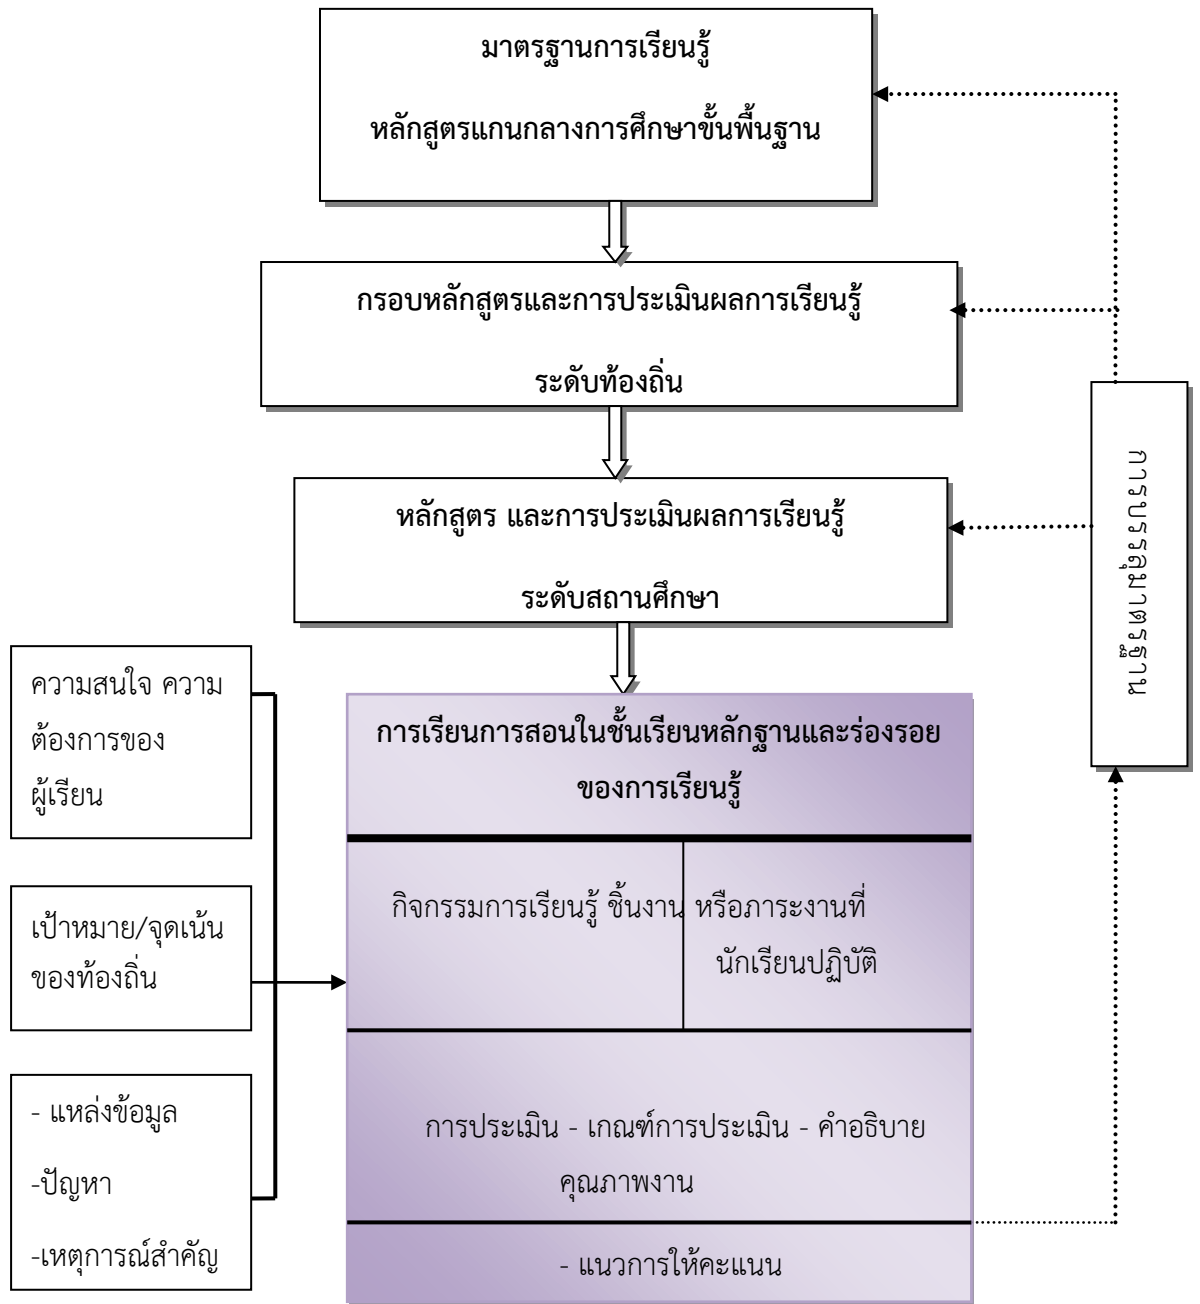 มาตรฐานการเรียนรู้
หลักสูตรแกนกลางการศึกษาขั้นพื้นฐาน
กรอบหลักสูตรและการประเมินผลการเรียนรู้
ระดับท้องถิ่น
หลักสูตร และการประเมินผลการเรียนรู้
ระดับสถานศึกษา
การบรรลุมาตรฐาน
ความสนใจ ความ
ต้องการของ
ผู้เรียน
เป้าหมาย/จุดเน้น
ของท้องถิ่น
- แหล่งข้อมูล
-ปัญหา
-เหตุการณ์สำคัญ
การเรียนการสอนในชั้นเรียนหลักฐานและร่องรอย
ของการเรียนรู้
กิจกรรมการเรียนรู้ ชิ้นงาน หรือภาระงานที่
นักเรียนปฏิบัติ
การประเมิน - เกณฑ์การประเมิน - คำอธิบาย
คุณภาพงาน
- แนวการให้คะแนน